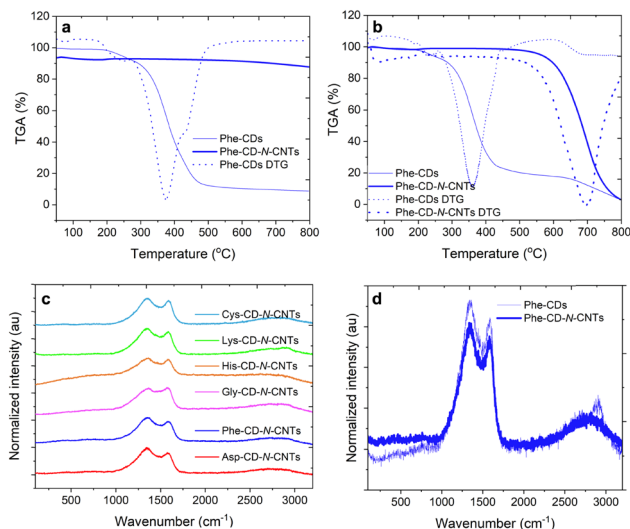 a
TGA (%)
120
100
80
60
40
20
0
Phe-CDs
Phe-CD-N-CNTs
Phe-CDs DTG
100 200 300 400 500 600 700 800
Temperature (oC)
b
TGA (%)
120
100
80
60
40
20
0
Phe-CDs
Phe-CD-N-CNTs
Phe-CDs DTG
Phe-CD-N-CNTs DTG
100 200 300 400 500 600 700 800
Temperature (oC)
c
Normalized intensity (au)
Cys-CD-N-CNTs
Lys-CD-N-CNTs
His-CD-N-CNTs
Gly-CD-N-CNTs
Phe-CD-N-CNTs
Asp-CD-N-CNTs
500 1000 1500 2000 2500 3000
Wavenumber (cm-1)
d
Normalized intensity (au)
Phe-CDs
Phe-CD-N-CNTs
500 1000 1500 2000 2500 3000
Wavenumber (cm-1)